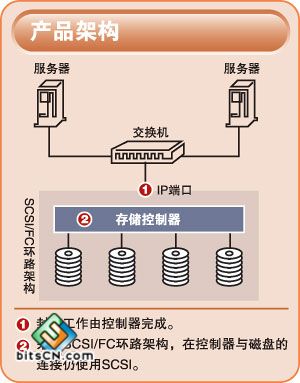 产品架构
服务器
服务器
交换机
1 IP端口
SCSI/FC环路架构
2 存储控制器
1 工作由控制器完成。
2 SCSI/FC环路架构，在控制器与磁盘的
连接仍使用SCSI。
bitsCN.com